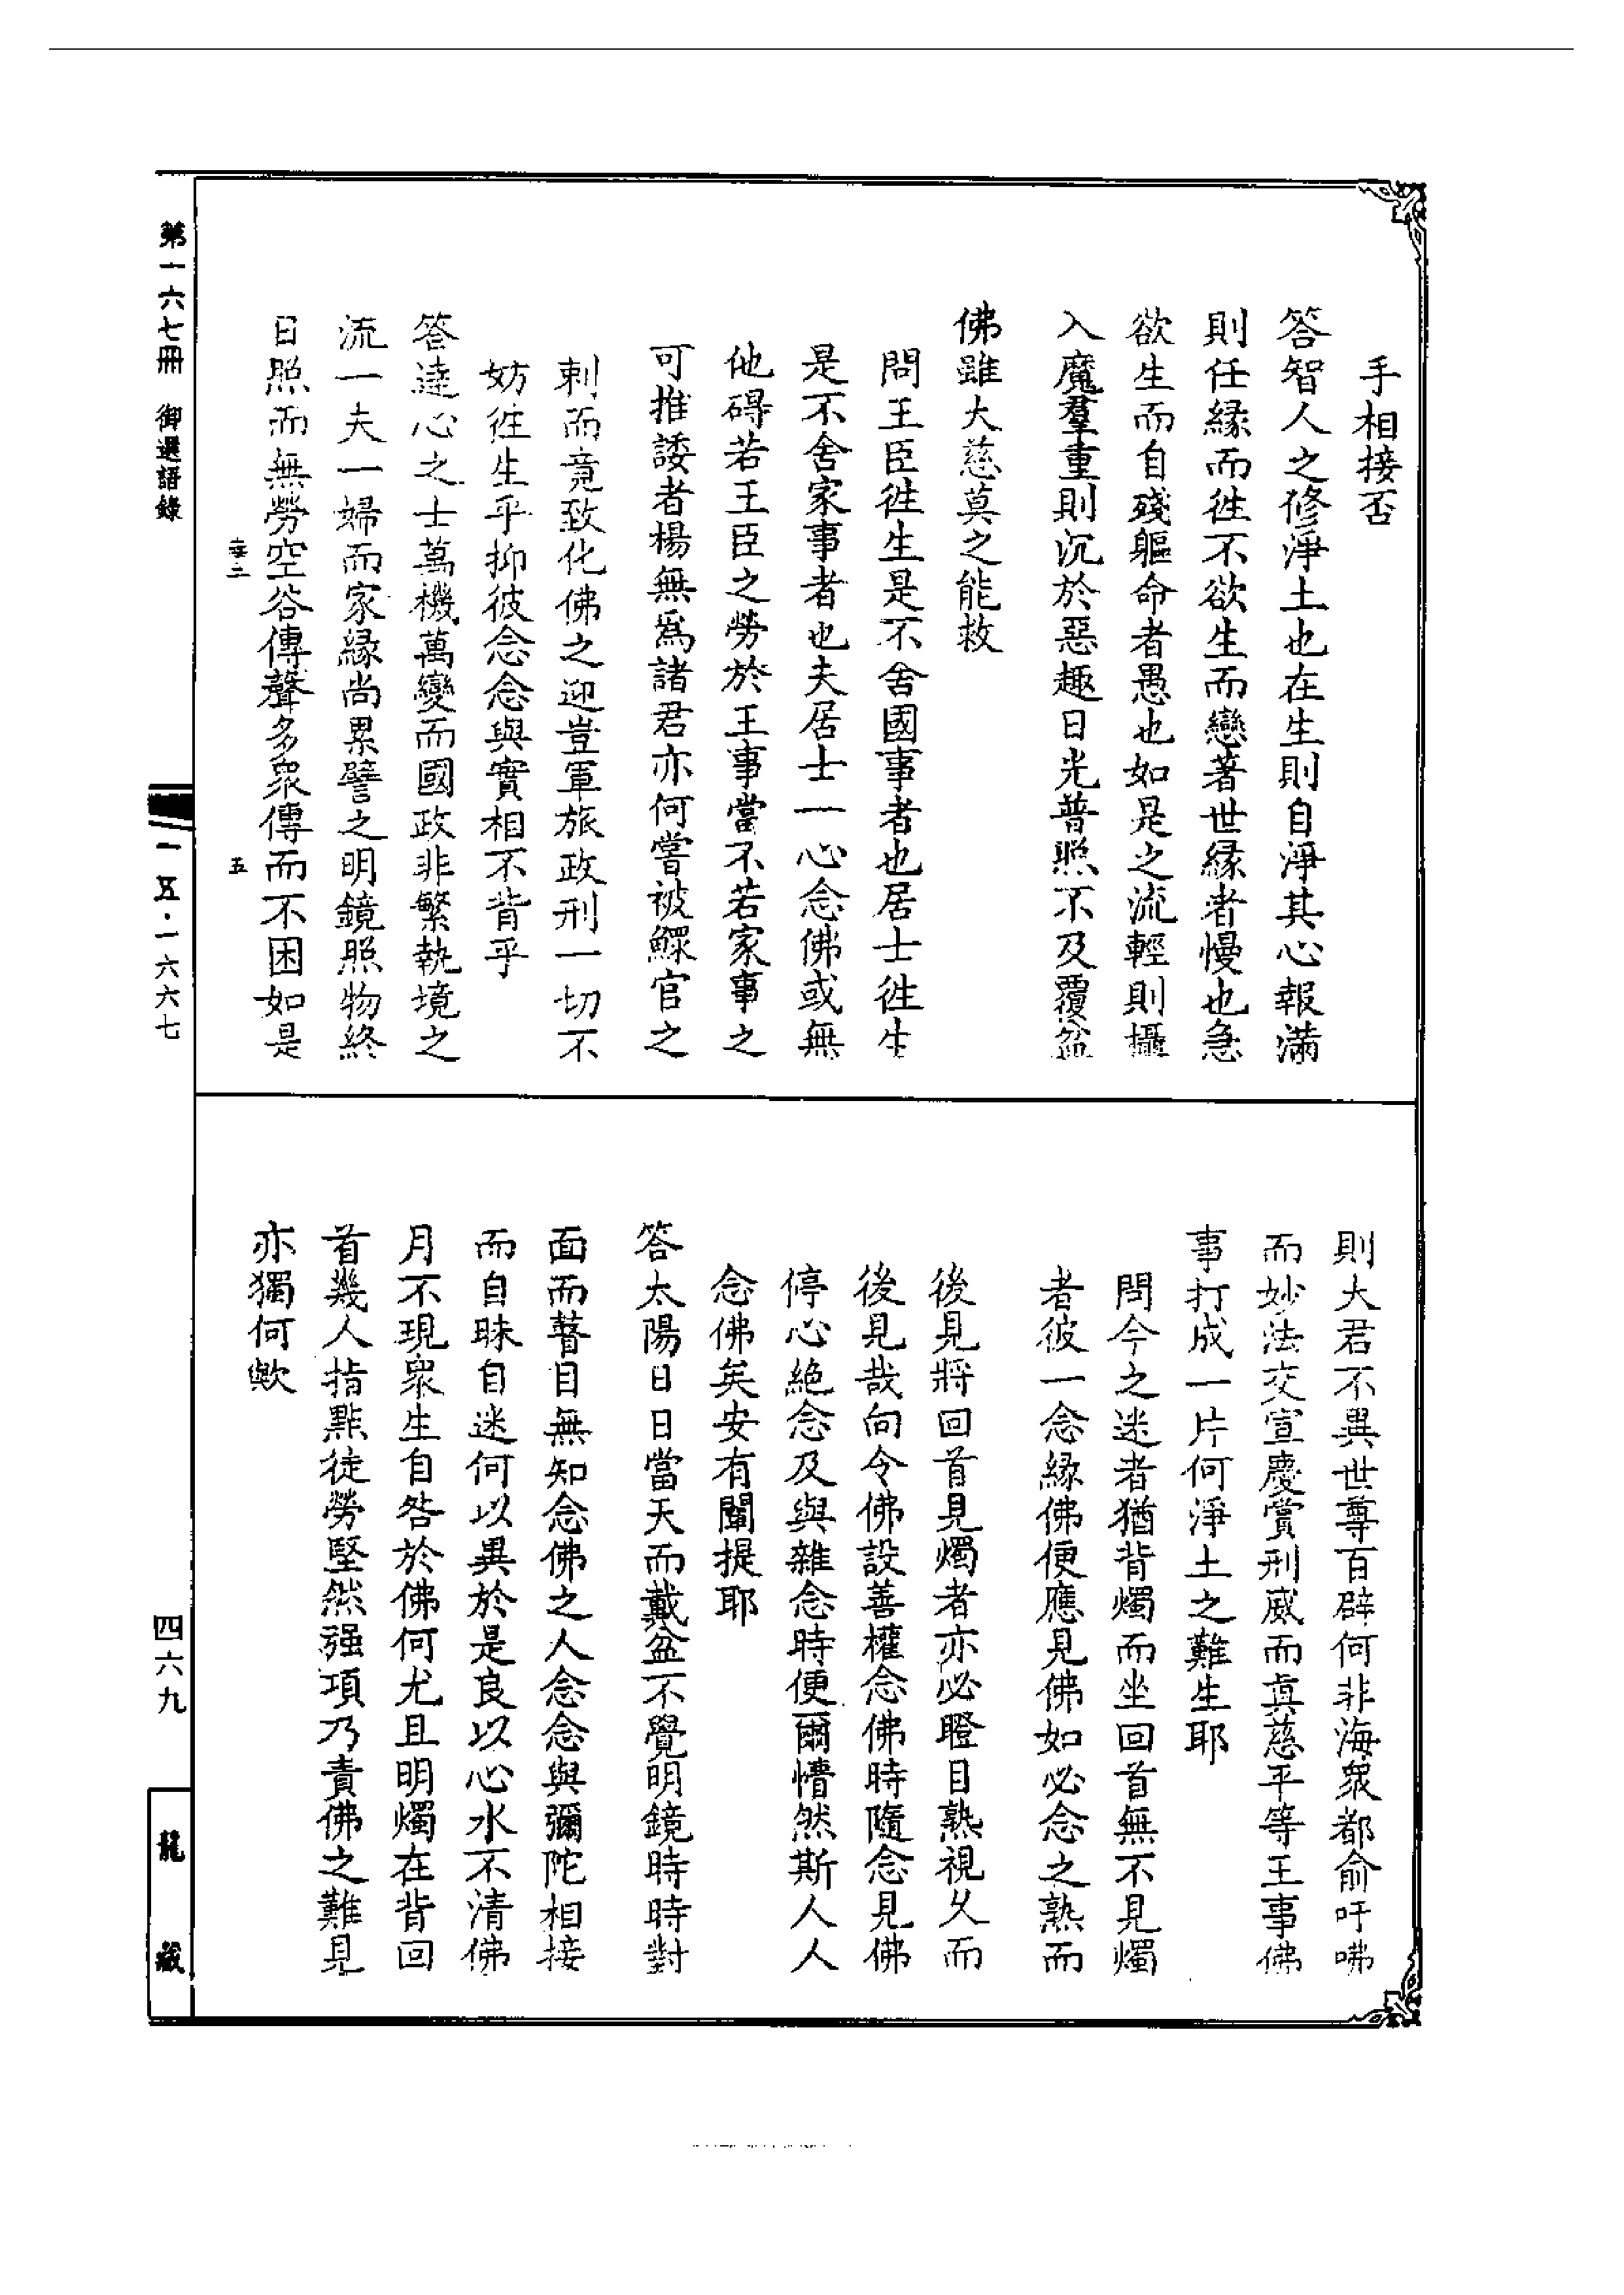 手相接否
答智人之修淨土也在生則自淨其心報滿
則任縁而徃不欲生而戀著世縁者慢也急
欲生而自殘軀命者愚也如是之流輕則攝
入魔羣重則沉於惡趣日光普照不及覆盆
佛雖大慈莫之能救
問王臣徃生是不舍國事者也居士徃生
是不舍家事者也夫居士一心念佛或無
他碍若王臣之勞於王事當不若家事之
可推諉者楊無爲諸君亦何嘗被鰥官之
刺而竟致化佛之迎豈軍旅政刑一切不
妨徃生乎抑彼念念與實相不背乎
答達心之士萬機萬變而國政非繁執境之
流一夫一婦而家縁尚累譬之明鏡照物終
日照而無勞空谷傳聲多衆傳而不困如是
則大君不異世尊百辟何非海衆都俞吁咈
而妙法交宣慶賞刑威而眞慈平等王事佛
事打成一片何淨土之難生耶
問今之迷者猶背燭而坐回首無不見燭
者彼一念緣佛便應見佛如必念之熟而
後見將回首見燭者亦必瞪目熟視乆而
後見哉向令佛設善權念佛時隨念見佛
停心絶念及與雜念時便爾懵然斯人人
念佛矣安有闡提耶
答太陽日日當天而戴盆不覺明鏡時時對
面而瞽目無知念佛之人念念與彌陀相接
而自昧自迷何以異於是良以心水不清佛
月不現衆生自咎於佛何尤且明燭在背回
首幾人指點徒勞堅然强項乃責佛之難見
亦獨何歟
第一六七冊　御選語錄
二
五
一五·一六六七
四六九
龍藏